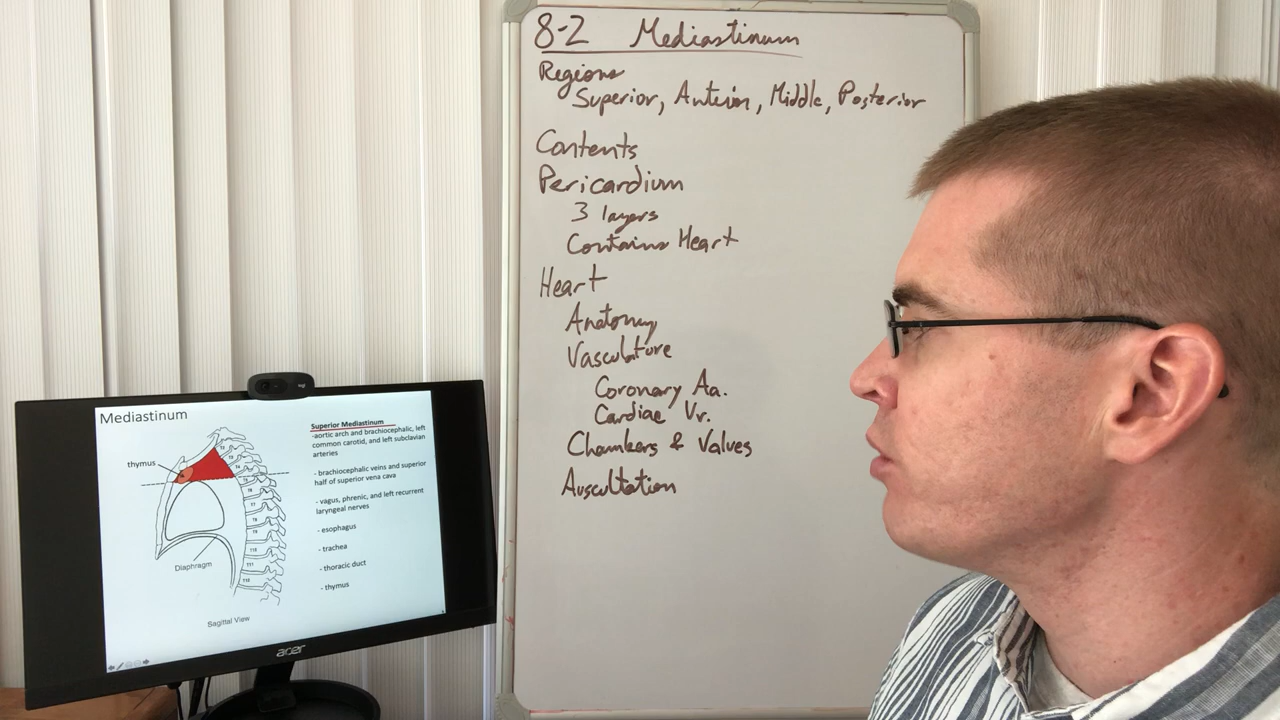 8-2 Mediastinum
Regions
Superior, Anterior, Middle, Posterior
Contents
Pericardium
3 layers
Contains Heart
Heart
Anatomy
Vasculature
Coronary Aa.
Cardiac Vv.
Chambers & Valves
Auscultation
Mediastinum
thymus
Diaphragm
Sagittal View
Superior Mediastinum
-aortic arch and brachiocephalic, left
common carotid, and left subclavian
arteries
- brachiocephalic veins and superior
half of superior vena cava
- vagus, phrenic, and left recurrent
laryngeal nerves
- esophagus
- trachea
- thoracic duct
- thymus
acer